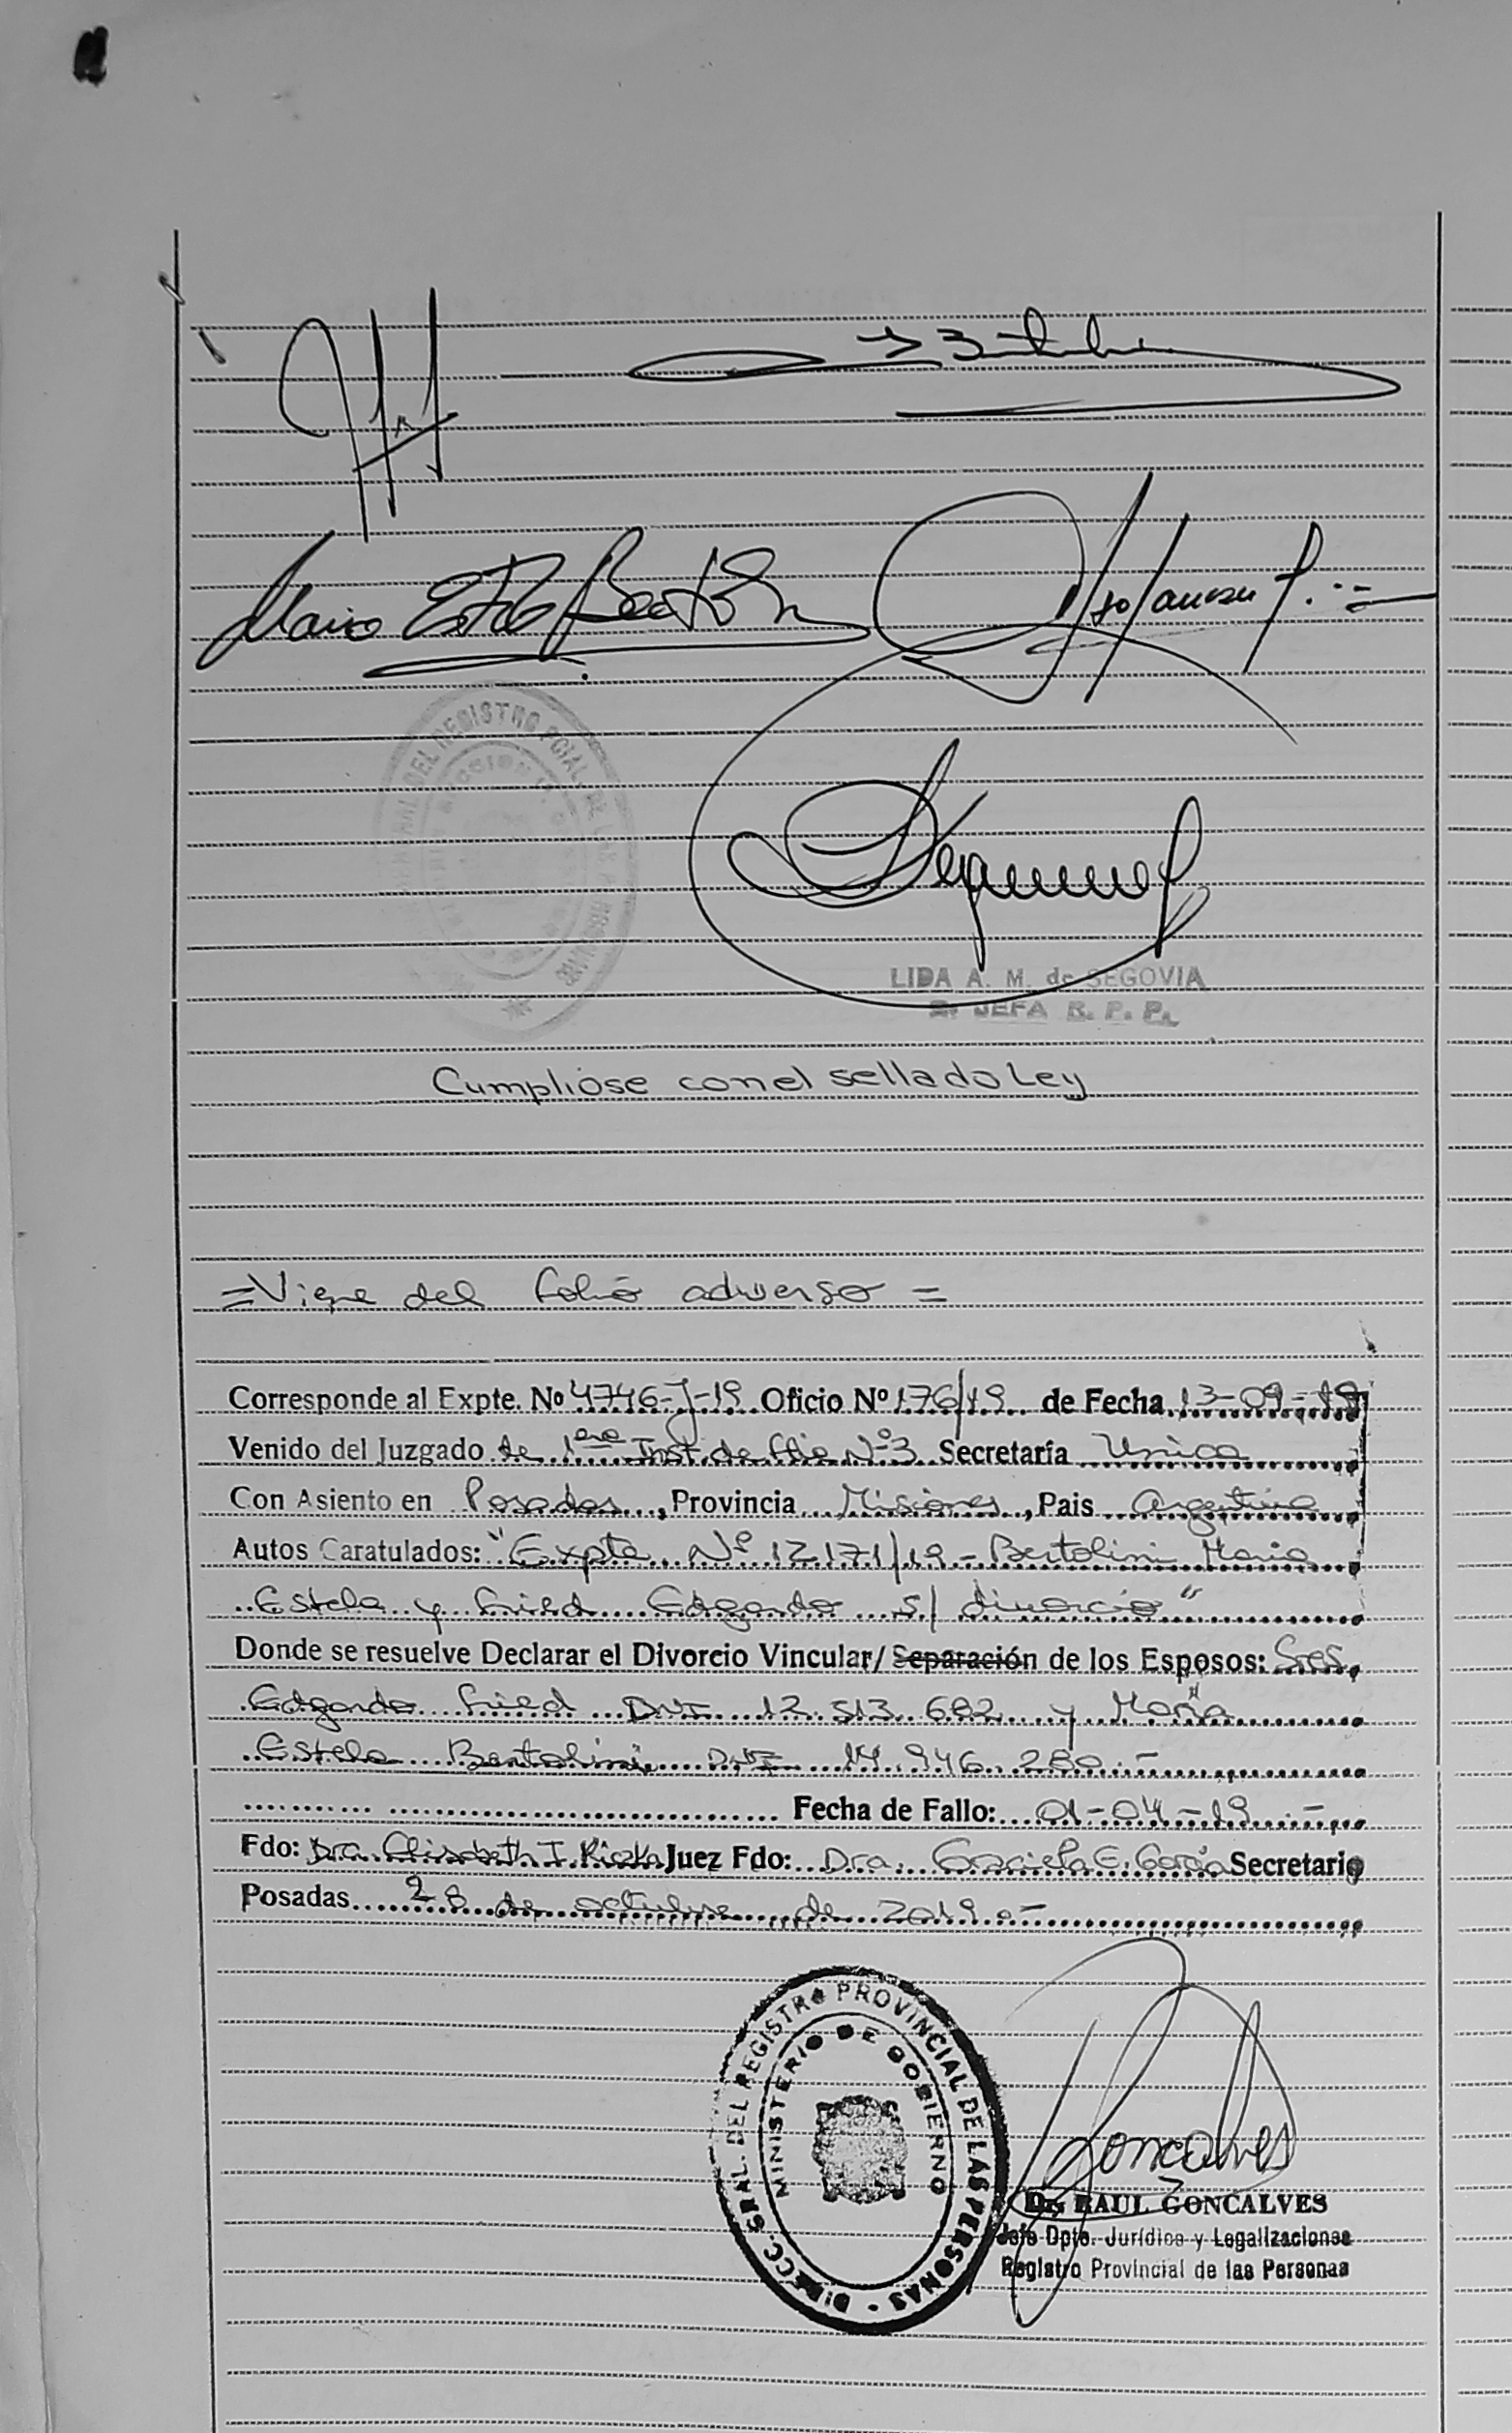 Maria Estela Bertolini
LIDA A. M. de SEGOVIA
JEFA R. P. P.
Cumpliose con el sellado Ley
=Viene del folio adverso =
Corresponde al Expte. Nº 4746-J-19 Oficio Nº 176/19 de Fecha 13-09-19
Venido del Juzgado de 1era Inst. de Flia Nº3 Secretaría Unica
Con Asiento en Posadas, Provincia Misiones, Pais Argentina
Autos Caratulados: "Expte Nº 12171/19 - Bertolini Maria
Estela y Fried Edgardo s/ divorcio"
Donde se resuelve Declarar el Divorcio Vincular/ Separación de los Esposos: Sres.
Edgardo Fried DNI 12.513.682 y Maria
Estela Bertolini DNI 14.946.280.-
Fecha de Fallo: 01-04-19.-
Fdo: Dra. Elisabeth I. Juez Fdo: Dra. Graciela E. García Secretario
Posadas 28 de octubre de 2019.-
DIRECC. GRAL. DEL REGISTRO PROVINCIAL DE LAS PERSONAS
MINISTERIO DE GOBIERNO
Goncalves
Dr. RAUL GONCALVES
Jefe Dpto. Jurídico y Legalizaciones
Registro Provincial de las Personas